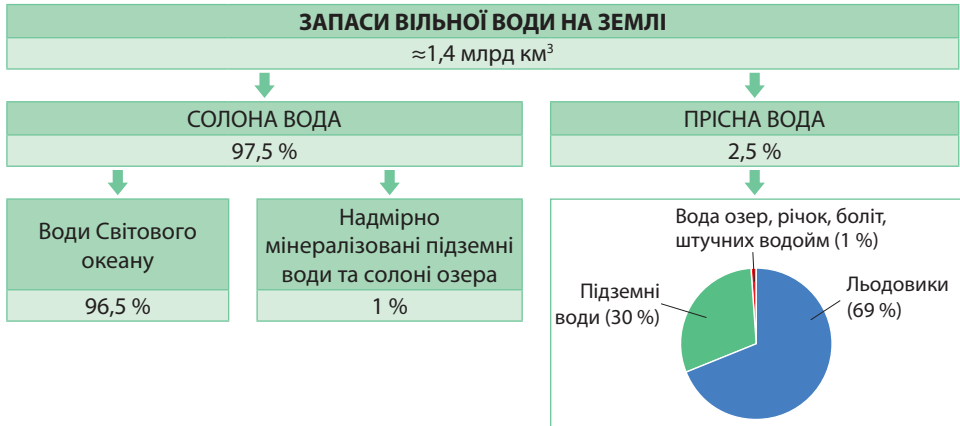 ЗАПАСИ ВІЛЬНОЇ ВОДИ НА ЗЕМЛІ
≈1,4 млрд км³
СОЛОНА ВОДА
97,5 %
ПРІСНА ВОДА
2,5 %
Води Світового
океану
96,5 %
Надмірно
мінералізовані підземні
води та солоні озера
1 %
Вода озер, річок, боліт,
штучних водойм (1 %)
Підземні
води (30 %)
Льодовики
(69 %)